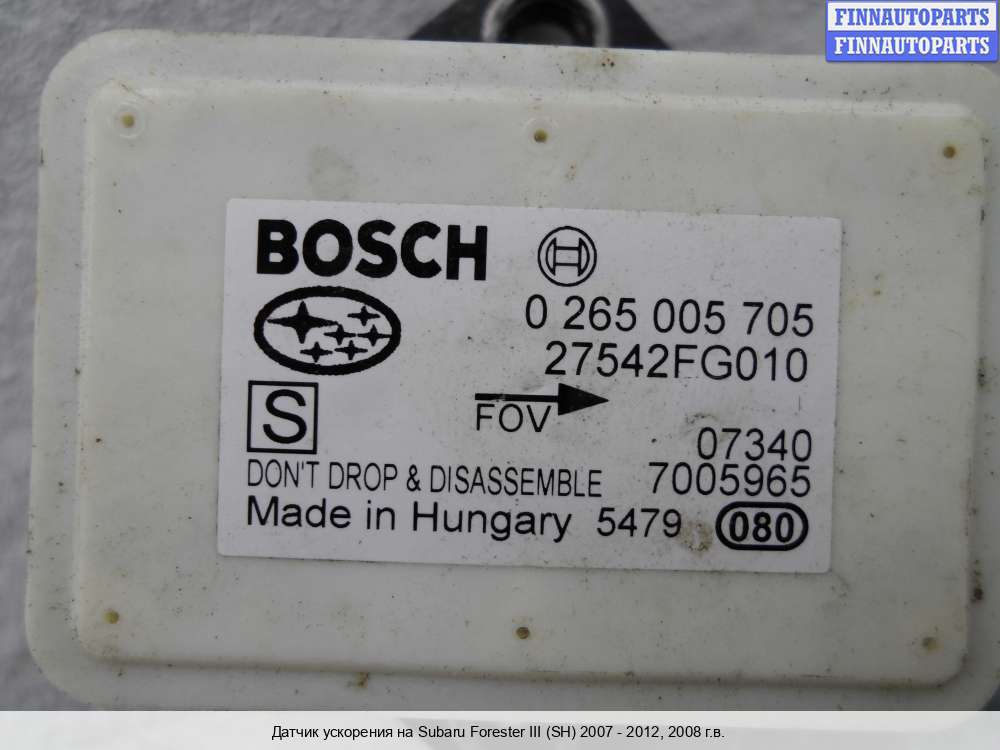 FINNAUTOPARTS
FINNAUTOPARTS
BOSCH
0 265 005 705
27542FG010
S
FOV
07340
DON'T DROP & DISASSEMBLE 7005965
Made in Hungary 5479 080
Датчик ускорения на Subaru Forester III (SH) 2007 - 2012, 2008 г.в.